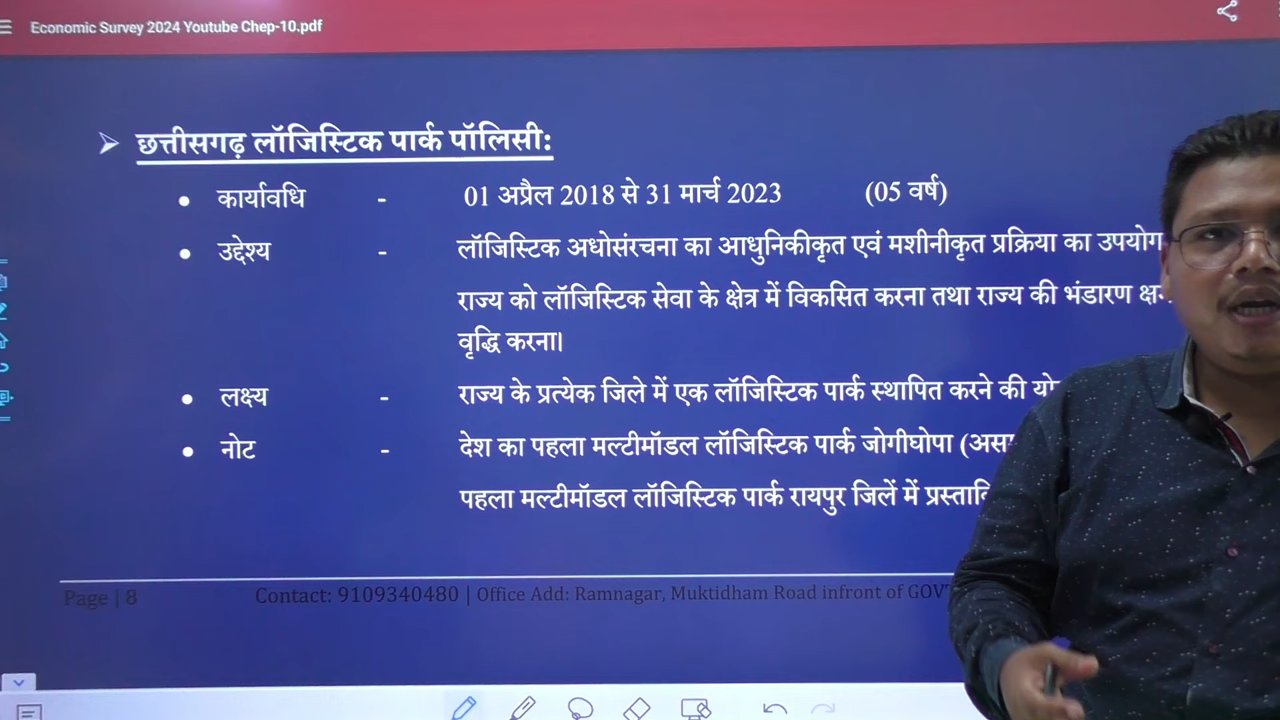 Economic Survey 2024 Youtube Chep-10.pdf
छत्तीसगढ़ लॉजिस्टिक पार्क पॉलिसी:
कार्यावधि - 01 अप्रैल 2018 से 31 मार्च 2023 (05 वर्ष)
उद्देश्य - लॉजिस्टिक अधोसंरचना का आधुनिकीकृत एवं मशीनीकृत प्रक्रिया का उपयोग
राज्य को लॉजिस्टिक सेवा के क्षेत्र में विकसित करना तथा राज्य की भंडारण
वृद्धि करना।
लक्ष्य - राज्य के प्रत्येक जिले में एक लॉजिस्टिक पार्क स्थापित करने की
नोट - देश का पहला मल्टीमॉडल लॉजिस्टिक पार्क जोगीघोपा
पहला मल्टीमॉडल लॉजिस्टिक पार्क रायपुर जिलें में
Page | 8
Contact: 9109340480 | Office Add: Ramnagar, Muktidham Road infront of